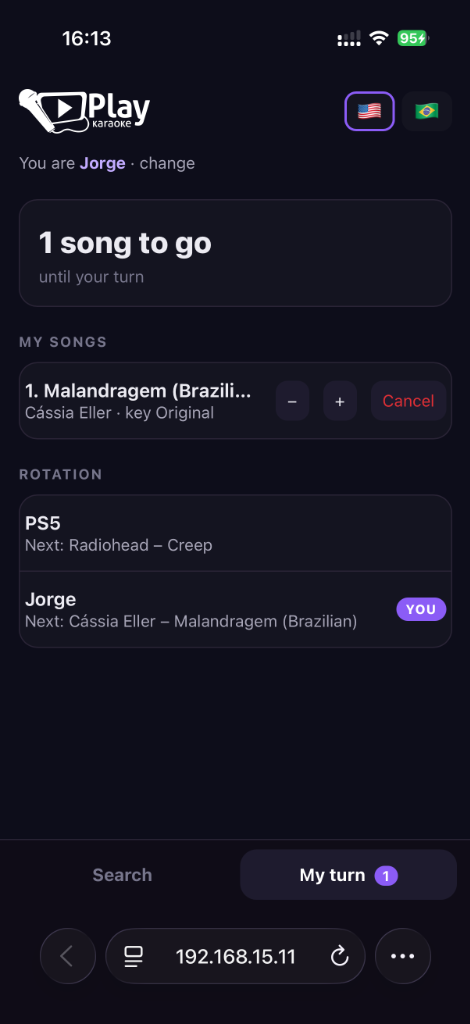 16:13
95
Play
karaoke
You are Jorge · change
1 song to go
until your turn
MY SONGS
1. Malandragem (Brazili...
Cássia Eller · key Original
− + Cancel
ROTATION
PS5
Next: Radiohead – Creep
Jorge
Next: Cássia Eller – Malandragem (Brazilian)
YOU
Search
My turn 1
192.168.15.11